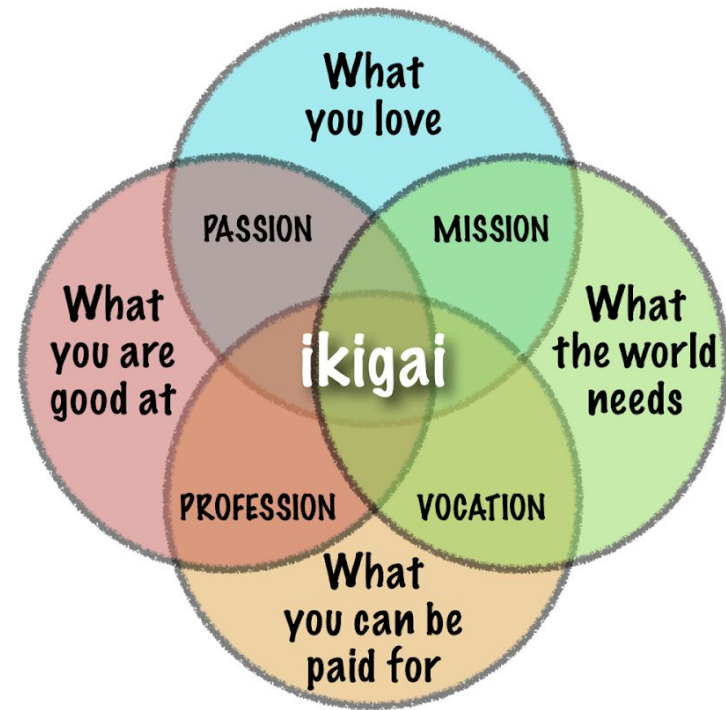 What
you love
PASSION
MISSION
What
you are
good at
ikigai
What
the world
needs
PROFESSION
VOCATION
What
you can be
paid for